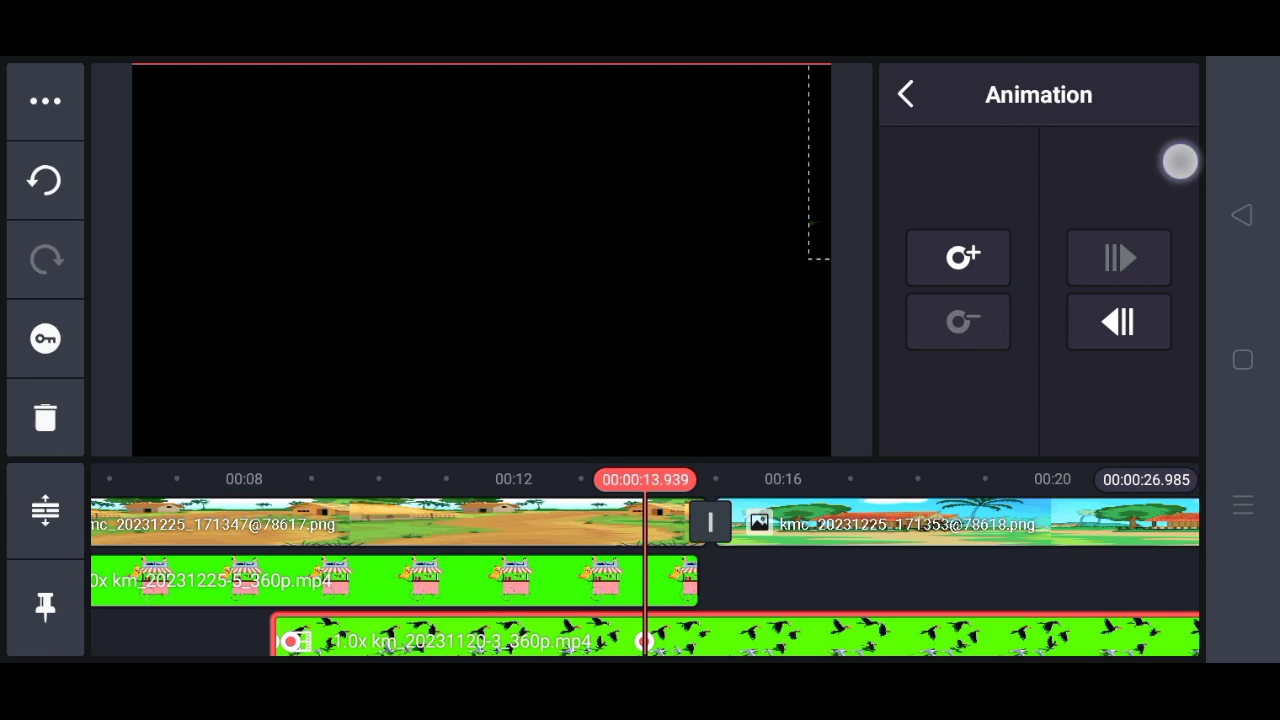 Animation
00:08
00:12
00:00:13.939
00:16
00:20
00:00:26.985
mc_20231225_171347@78617.png
kmc_20231225_171353@78618.png
0x km_20231225-5_360p.mp4
1.0x km_20231120-3_360p.mp4